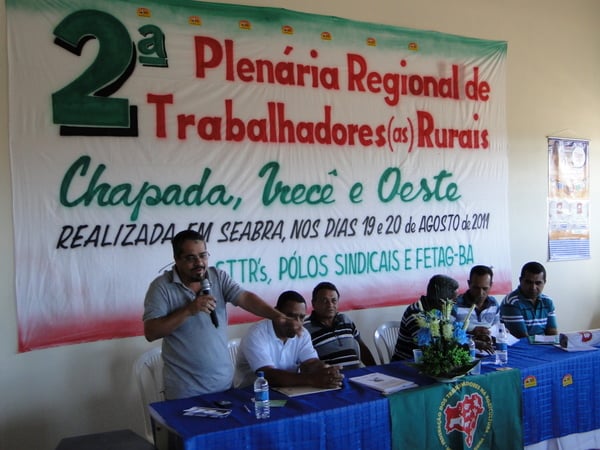 2ª Plenária Regional de
Trabalhadores(as) Rurais
Chapada, Irecê e Oeste
REALIZADA EM SEABRA, NOS DIAS 19 e 20 de AGOSTO de 2011
STTR's, PÓLOS SINDICAIS E FETAG-BA